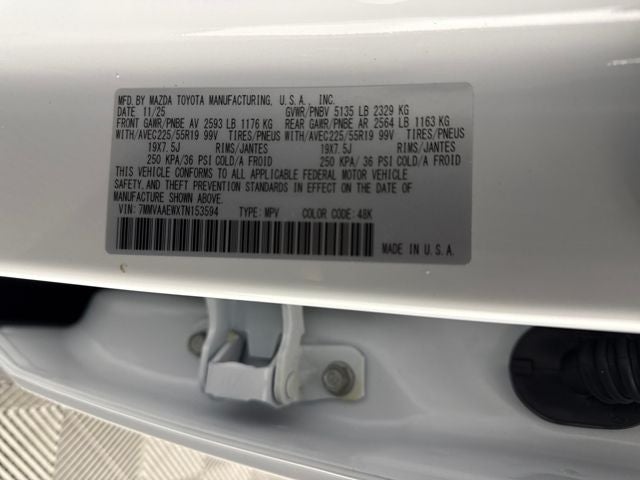 MFD. BY MAZDA TOYOTA MANUFACTURING, U.S.A., INC.
DATE 11/25 GVWR/PNBV 5135 LB 2329 KG
FRONT GAWR/PNBE AV 2593 LB 1176 KG REAR GAWR/PNBE AR 2564 LB 1163 KG
WITH/AVEC225/55R19 99V TIRES/PNEUS WITH/AVEC225/55R19 99V TIRES/PNEUS
19X7.5J RIMS/JANTES 19X7.5J RIMS/JANTES
250 KPA/ 36 PSI COLD/A FROID 250 KPA/ 36 PSI COLD/A FROID
THIS VEHICLE CONFORMS TO ALL APPLICABLE FEDERAL MOTOR VEHICLE
SAFETY, AND THEFT PREVENTION STANDARDS IN EFFECT ON THE DATE OF
MANUFACTURE SHOWN ABOVE.
VIN: 7MMVAAEWXTN153594 TYPE: MPV COLOR CODE: 48K
MADE IN U.S.A.